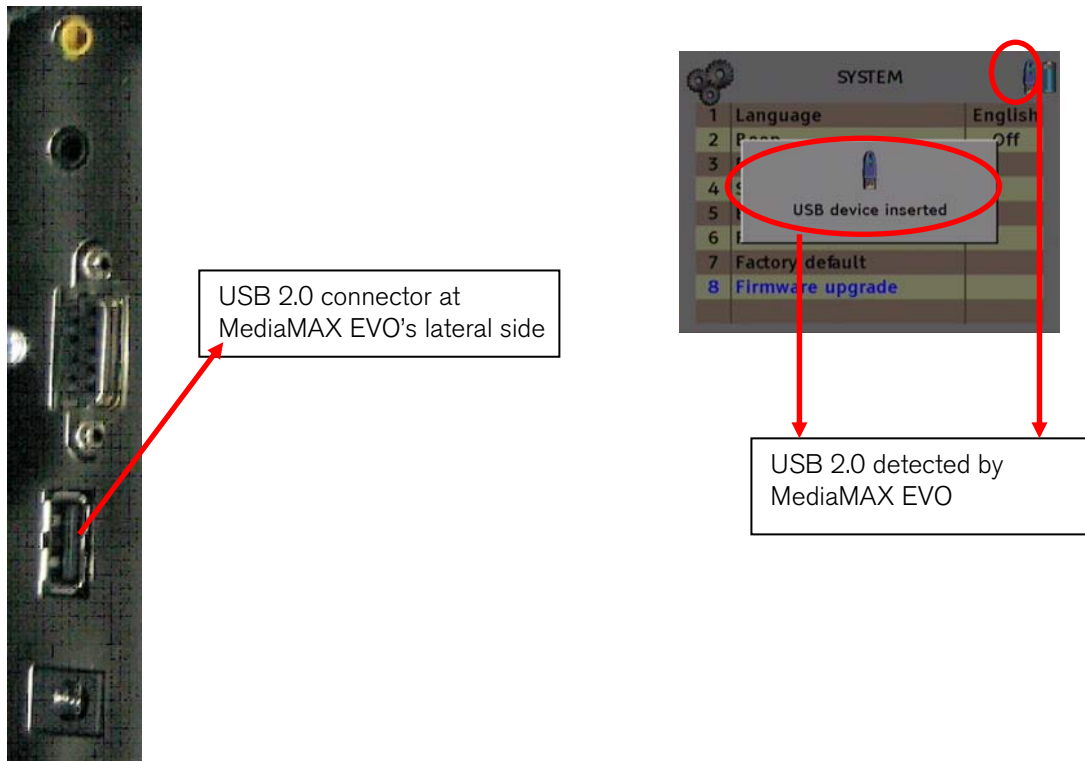 USB 2.0 connector at
MediaMAX EVO's lateral side
SYSTEM
1 Language English
2 Off
3
4
5
6
7 Factory default
8 Firmware upgrade
USB device inserted
USB 2.0 detected by
MediaMAX EVO